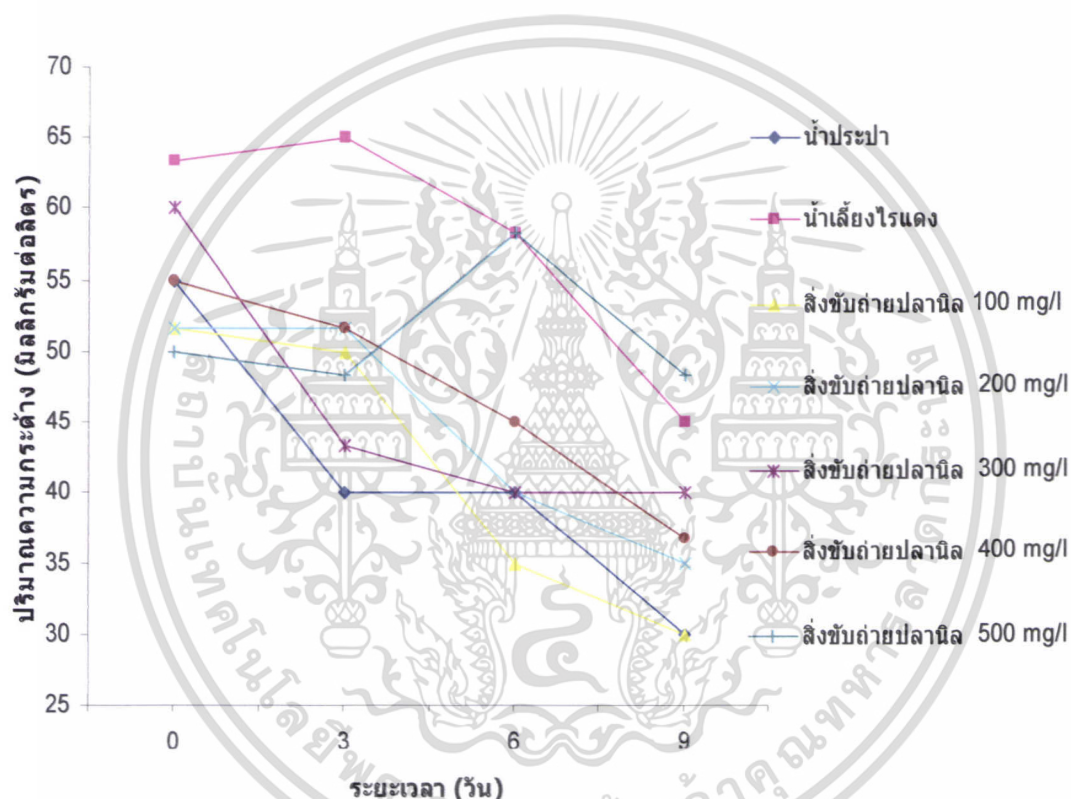 70
65
60
55
50
45
40
35
30
25
0 3 6 9
ปริมาณความกระด้าง (มิลลิกรัมต่อลิตร)
ระยะเวลา (วัน)
น้ำประปา
น้ำเลี้ยงไรแดง
สิ่งขับถ่ายปลานิล 100 mg/l
สิ่งขับถ่ายปลานิล 200 mg/l
สิ่งขับถ่ายปลานิล 300 mg/l
สิ่งขับถ่ายปลานิล 400 mg/l
สิ่งขับถ่ายปลานิล 500 mg/l